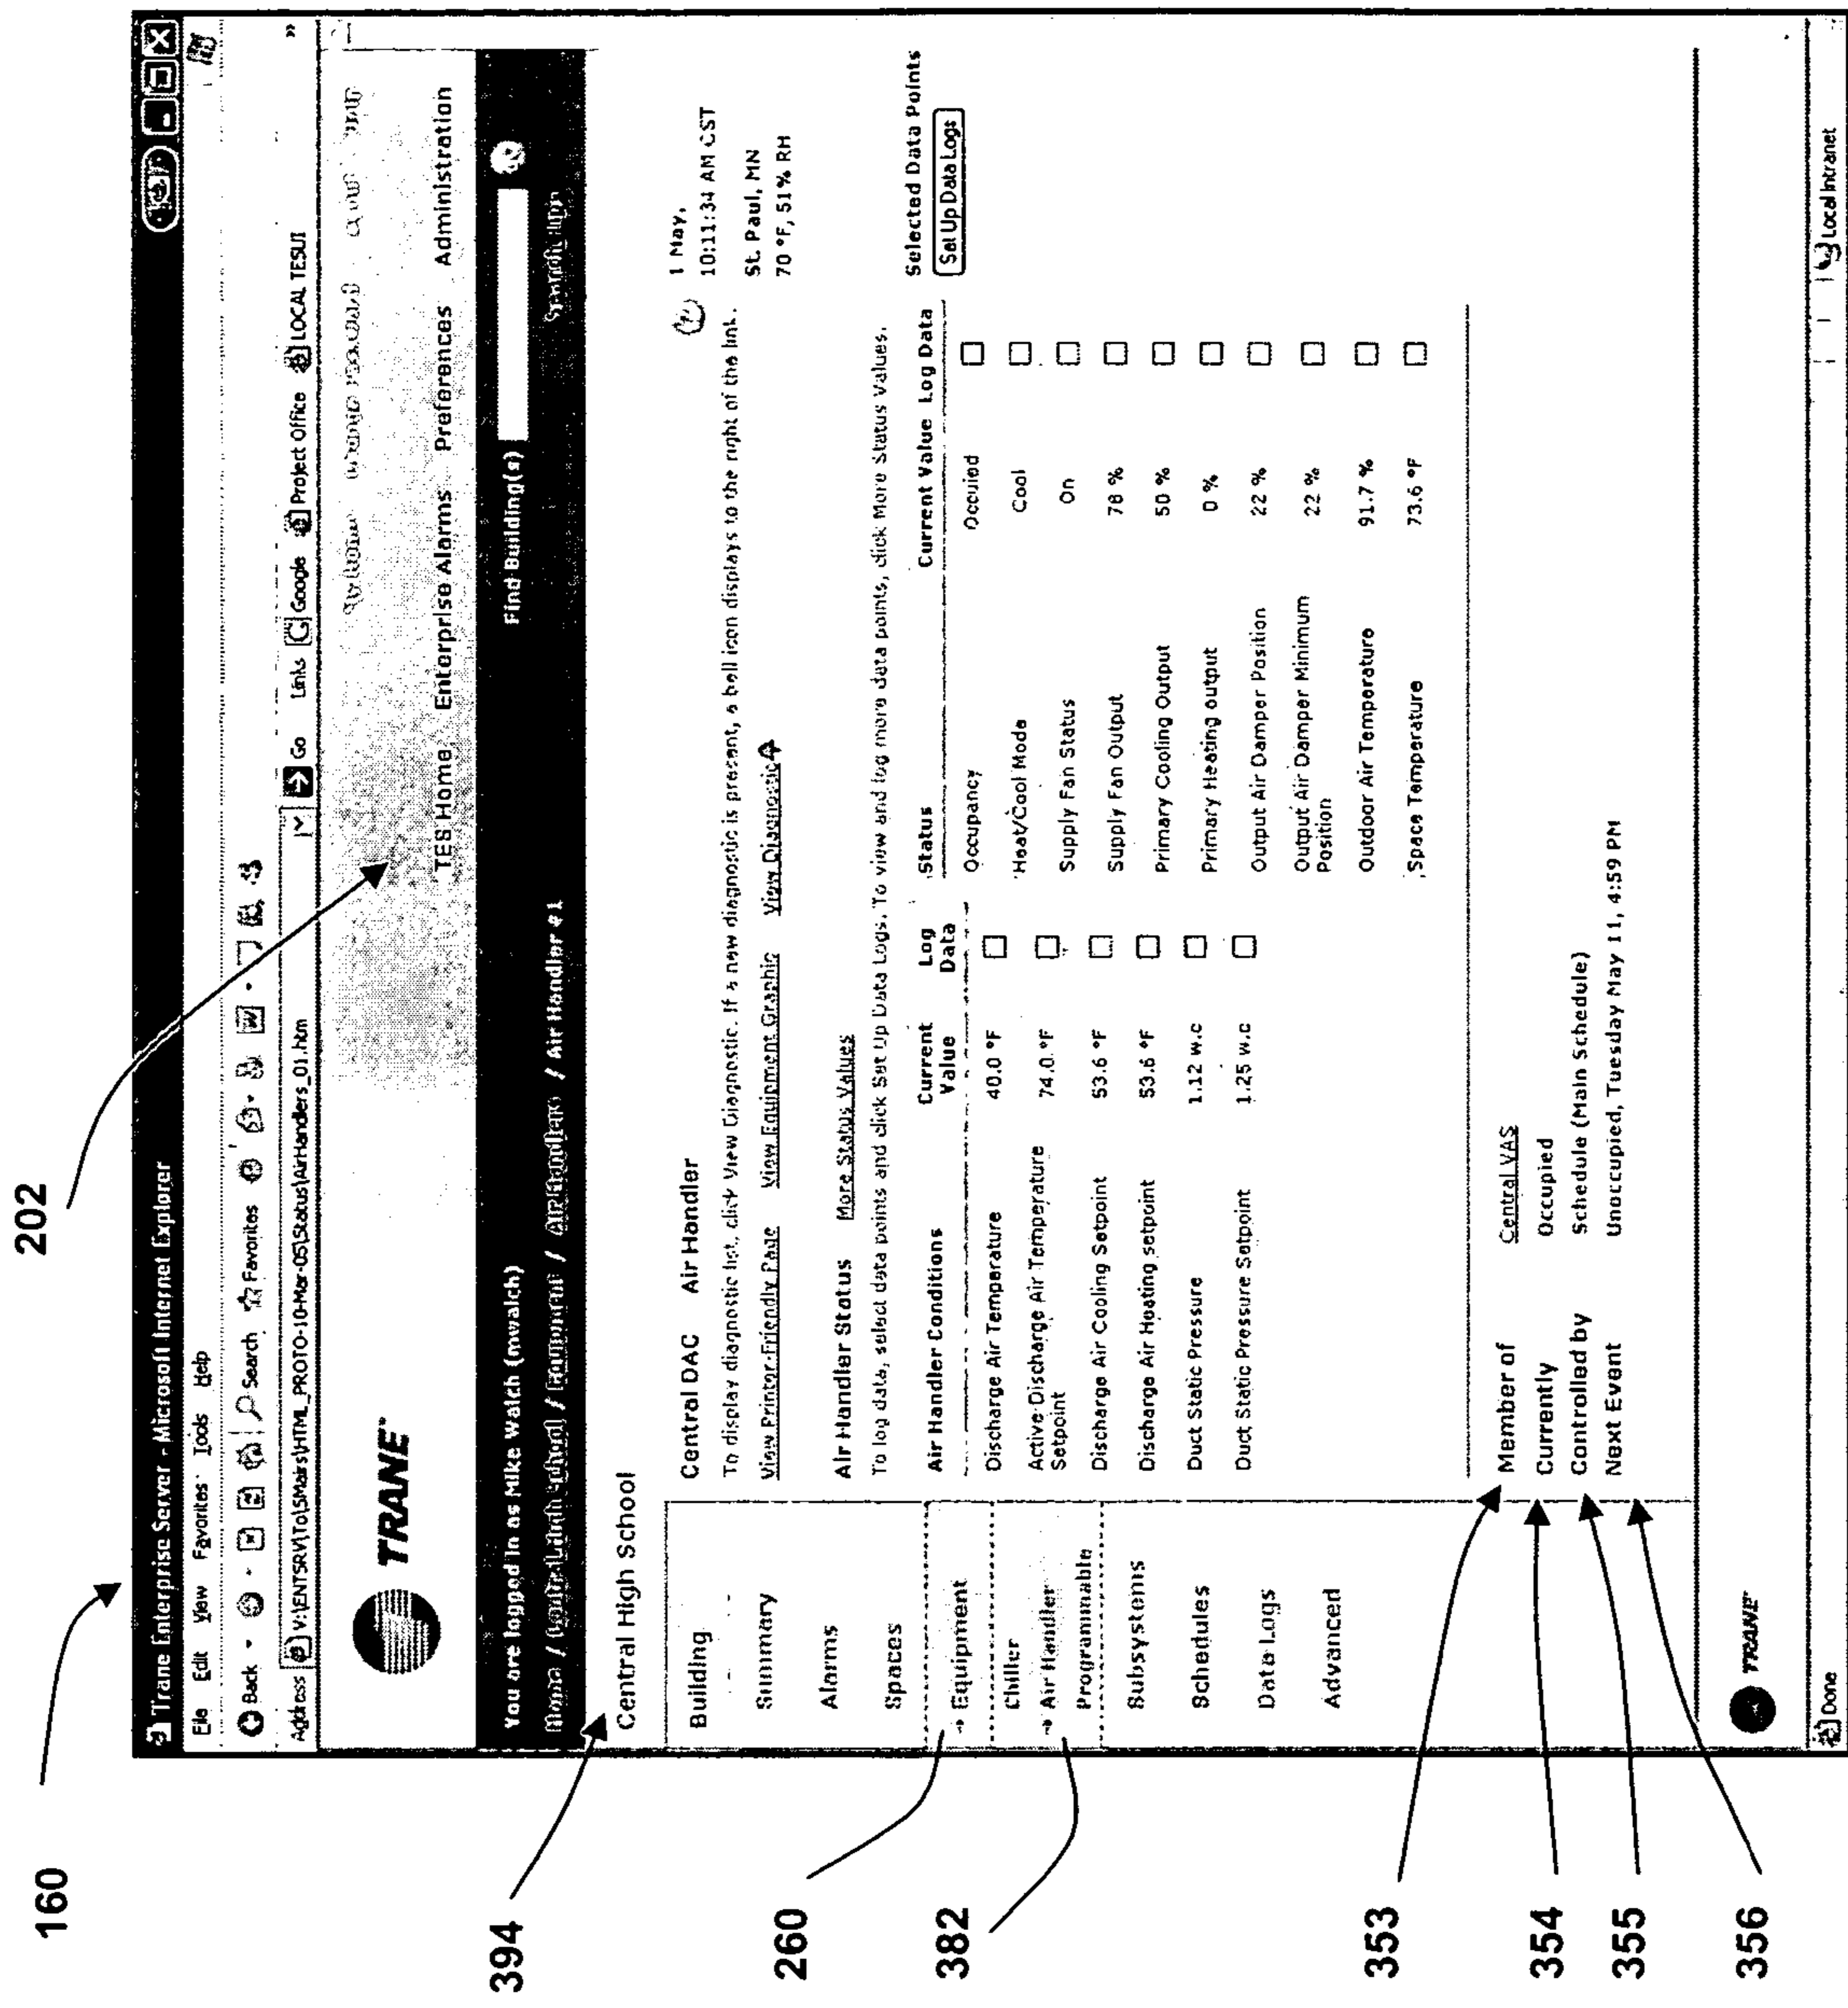 160
202
394
260
382
353
354
355
356
Trane Enterprise Server - Microsoft Internet Explorer
File Edit View Favorites Tools Help
Back Search Favorites
Address V:\ENTSRV\To\SMairs\HTML_PROTO-10-Mar-05\Status\AirHandlers_01.htm Go Links Google Project Office LOCAL TESUI »
TRANE
TES Home Enterprise Alarms Preferences Administration
You are logged in as Mike Walch (mwalch) Find Building(s)
Home / Central High School / Equipment / Air Handlers / Air Handler #1
Central High School
Building
Summary
Alarms
Spaces
→ Equipment
Chiller
→ Air Handler
Programmable
Subsystems
Schedules
Data Logs
Advanced
Central DAC Air Handler
1 May,
10:11:34 AM CST
St. Paul, MN
70 °F, 51% RH
To display diagnostic list, click View Diagnostic. If a new diagnostic is present, a bell icon displays to the right of the link.
View Printer-Friendly Page View Equipment Graphic View Diagnostic
Air Handler Status More Status Values
To log data, select data points and click Set Up Data Logs. To view and log more data points, click More Status Values.
Selected Data Points
Set Up Data Logs
Air Handler Conditions Current Value Log Data
Discharge Air Temperature 40.0 °F
Active Discharge Air Temperature Setpoint 74.0 °F
Discharge Air Cooling Setpoint 53.6 °F
Discharge Air Heating setpoint 53.6 °F
Duct Static Pressure 1.12 w.c
Duct Static Pressure Setpoint 1.25 w.c
Status Current Value Log Data
Occupancy Occuied
Heat/Cool Mode Cool
Supply Fan Status On
Supply Fan Output 78 %
Primary Cooling Output 50 %
Primary Heating output 0 %
Output Air Damper Position 22 %
Output Air Damper Minimum Position 22 %
Outdoor Air Temperature 91.7 %
Space Temperature 73.6 °F
Member of Central VAS
Currently Occupied
Controlled by Schedule (Main Schedule)
Next Event Unoccupied, Tuesday May 11, 4:59 PM
TRANE
Done Local intranet